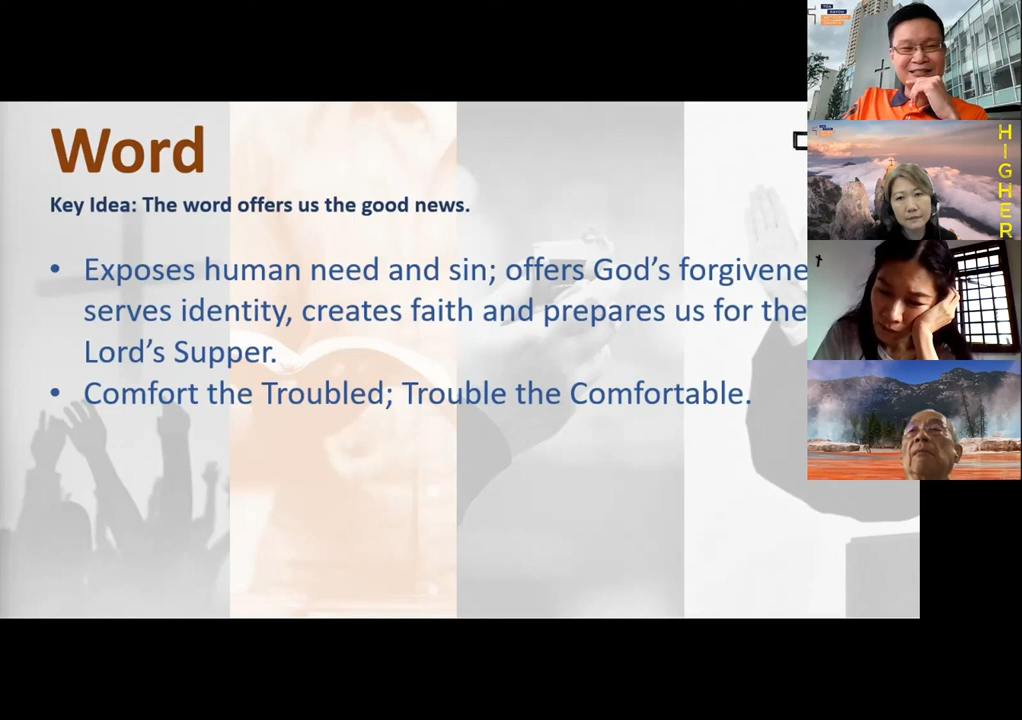 Word
Key Idea: The word offers us the good news.
• Exposes human need and sin; offers God's forgivene
serves identity, creates faith and prepares us for the
Lord's Supper.
• Comfort the Troubled; Trouble the Comfortable.
HIGHER